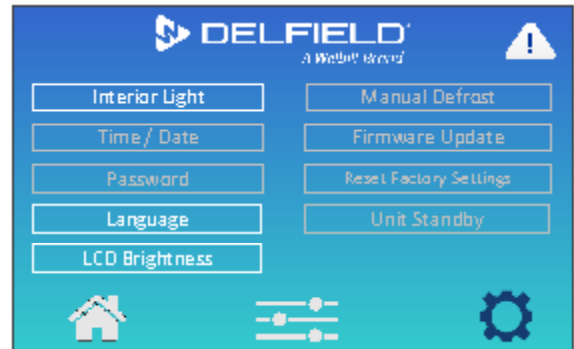 DELFIELD
A Welbilt Brand
Interior Light
Time / Date
Password
Language
LCD Brightness
Manual Defrost
Firmware Update
Reset Factory Settings
Unit Standby